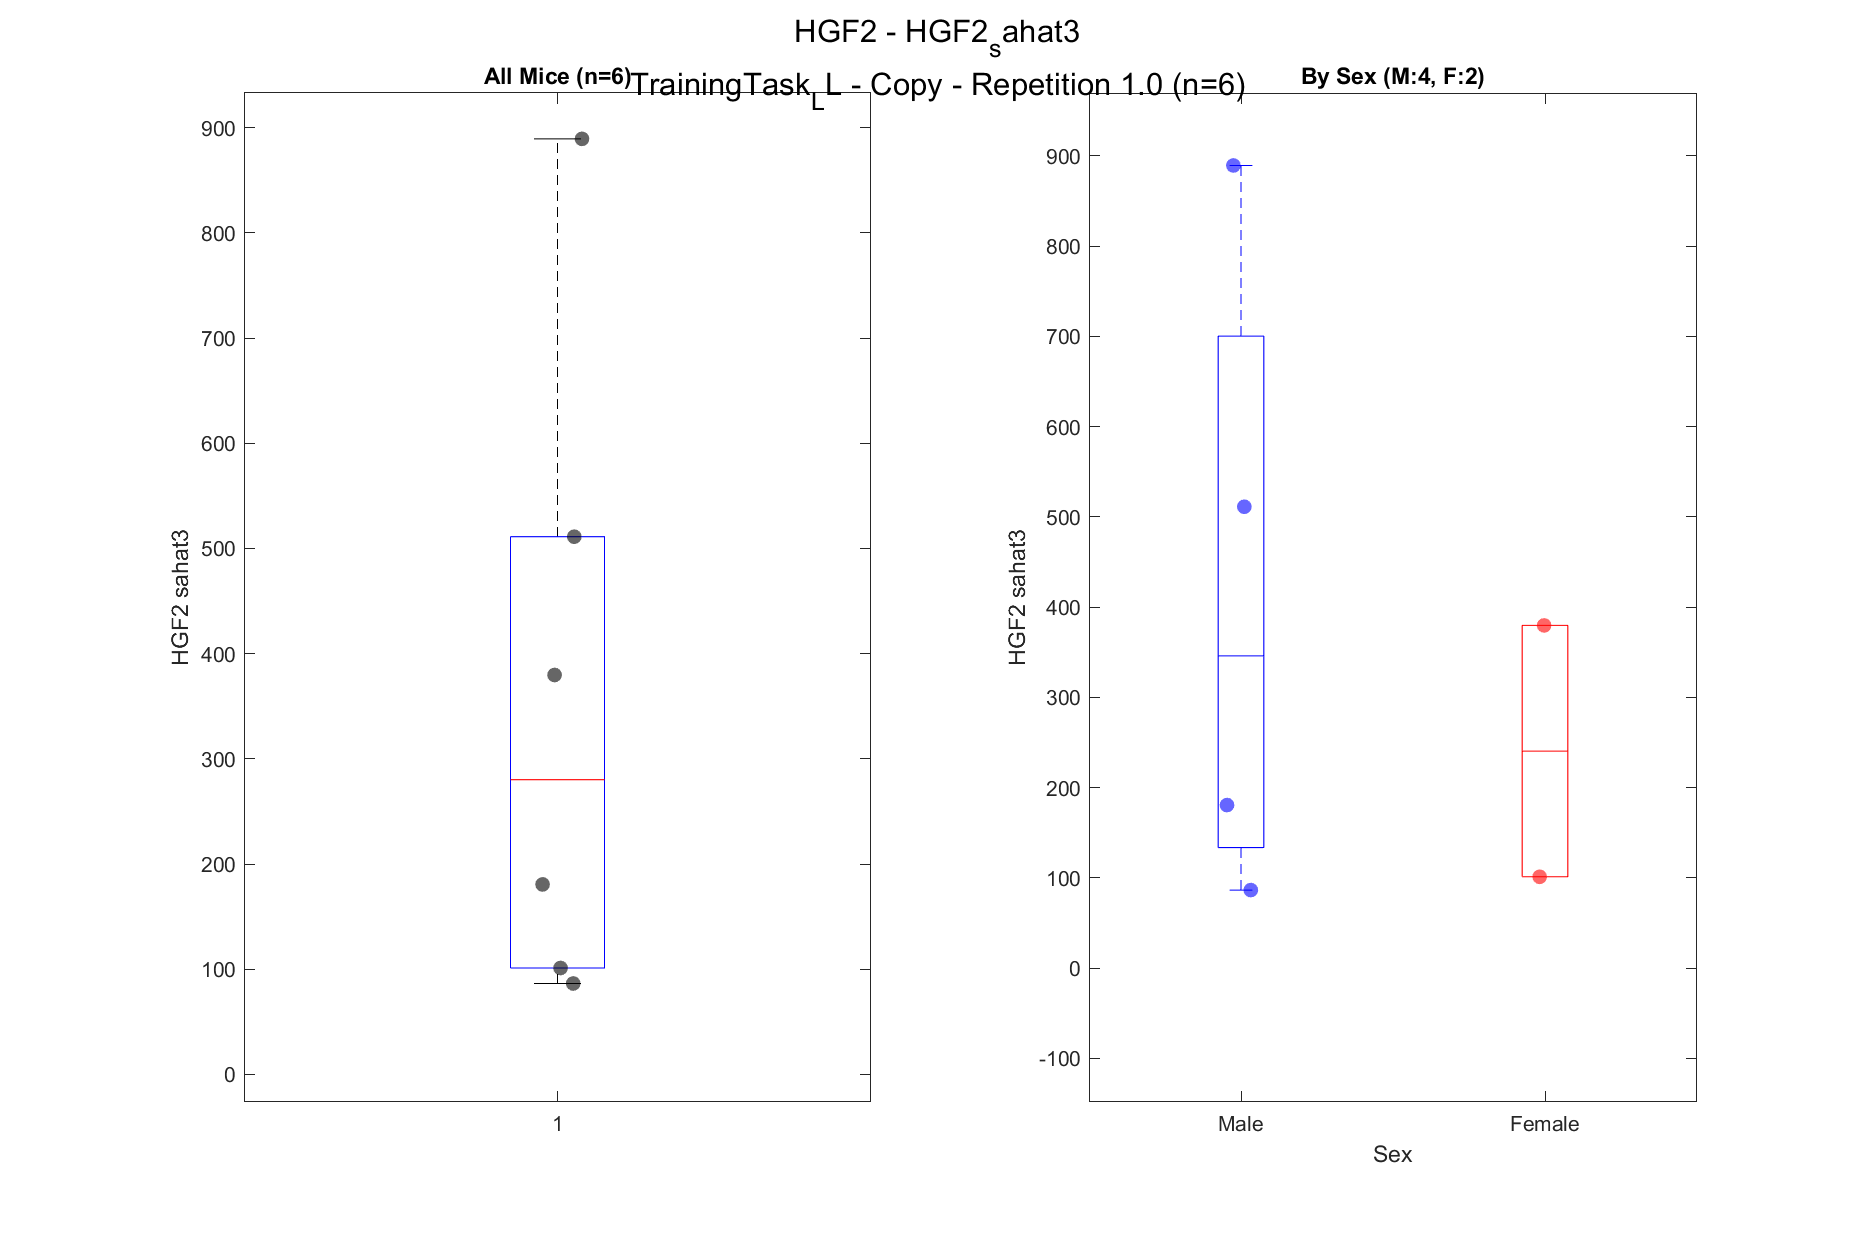 HGF2 - HGF2sahat3
TrainingTaskLL - Copy - Repetition 1.0 (n=6)
All Mice (n=6)
900
800
700
600
500
400
300
200
100
0
HGF2 sahat3
1
By Sex (M:4, F:2)
900
800
700
600
500
400
300
200
100
0
-100
HGF2 sahat3
Male Female
Sex